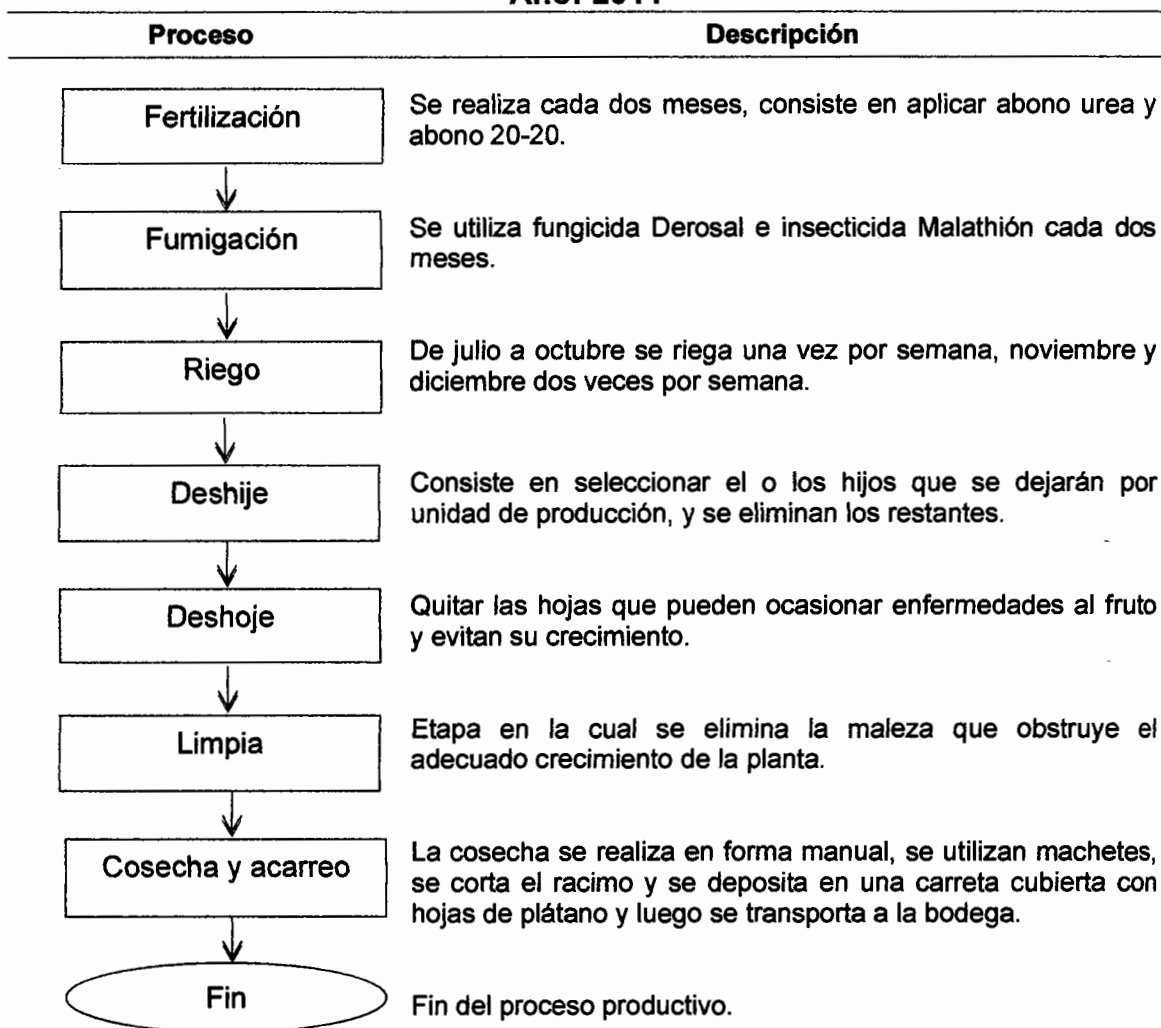 Proceso Descripción
Fertilización
Se realiza cada dos meses, consiste en aplicar abono urea y
abono 20-20.
Fumigación
Se utiliza fungicida Derosal e insecticida Malathión cada dos
meses.
Riego
De julio a octubre se riega una vez por semana, noviembre y
diciembre dos veces por semana.
Deshije
Consiste en seleccionar el o los hijos que se dejarán por
unidad de producción, y se eliminan los restantes.
Deshoje
Quitar las hojas que pueden ocasionar enfermedades al fruto
y evitan su crecimiento.
Limpia
Etapa en la cual se elimina la maleza que obstruye el
adecuado crecimiento de la planta.
Cosecha y acarreo
La cosecha se realiza en forma manual, se utilizan machetes,
se corta el racimo y se deposita en una carreta cubierta con
hojas de plátano y luego se transporta a la bodega.
Fin
Fin del proceso productivo.